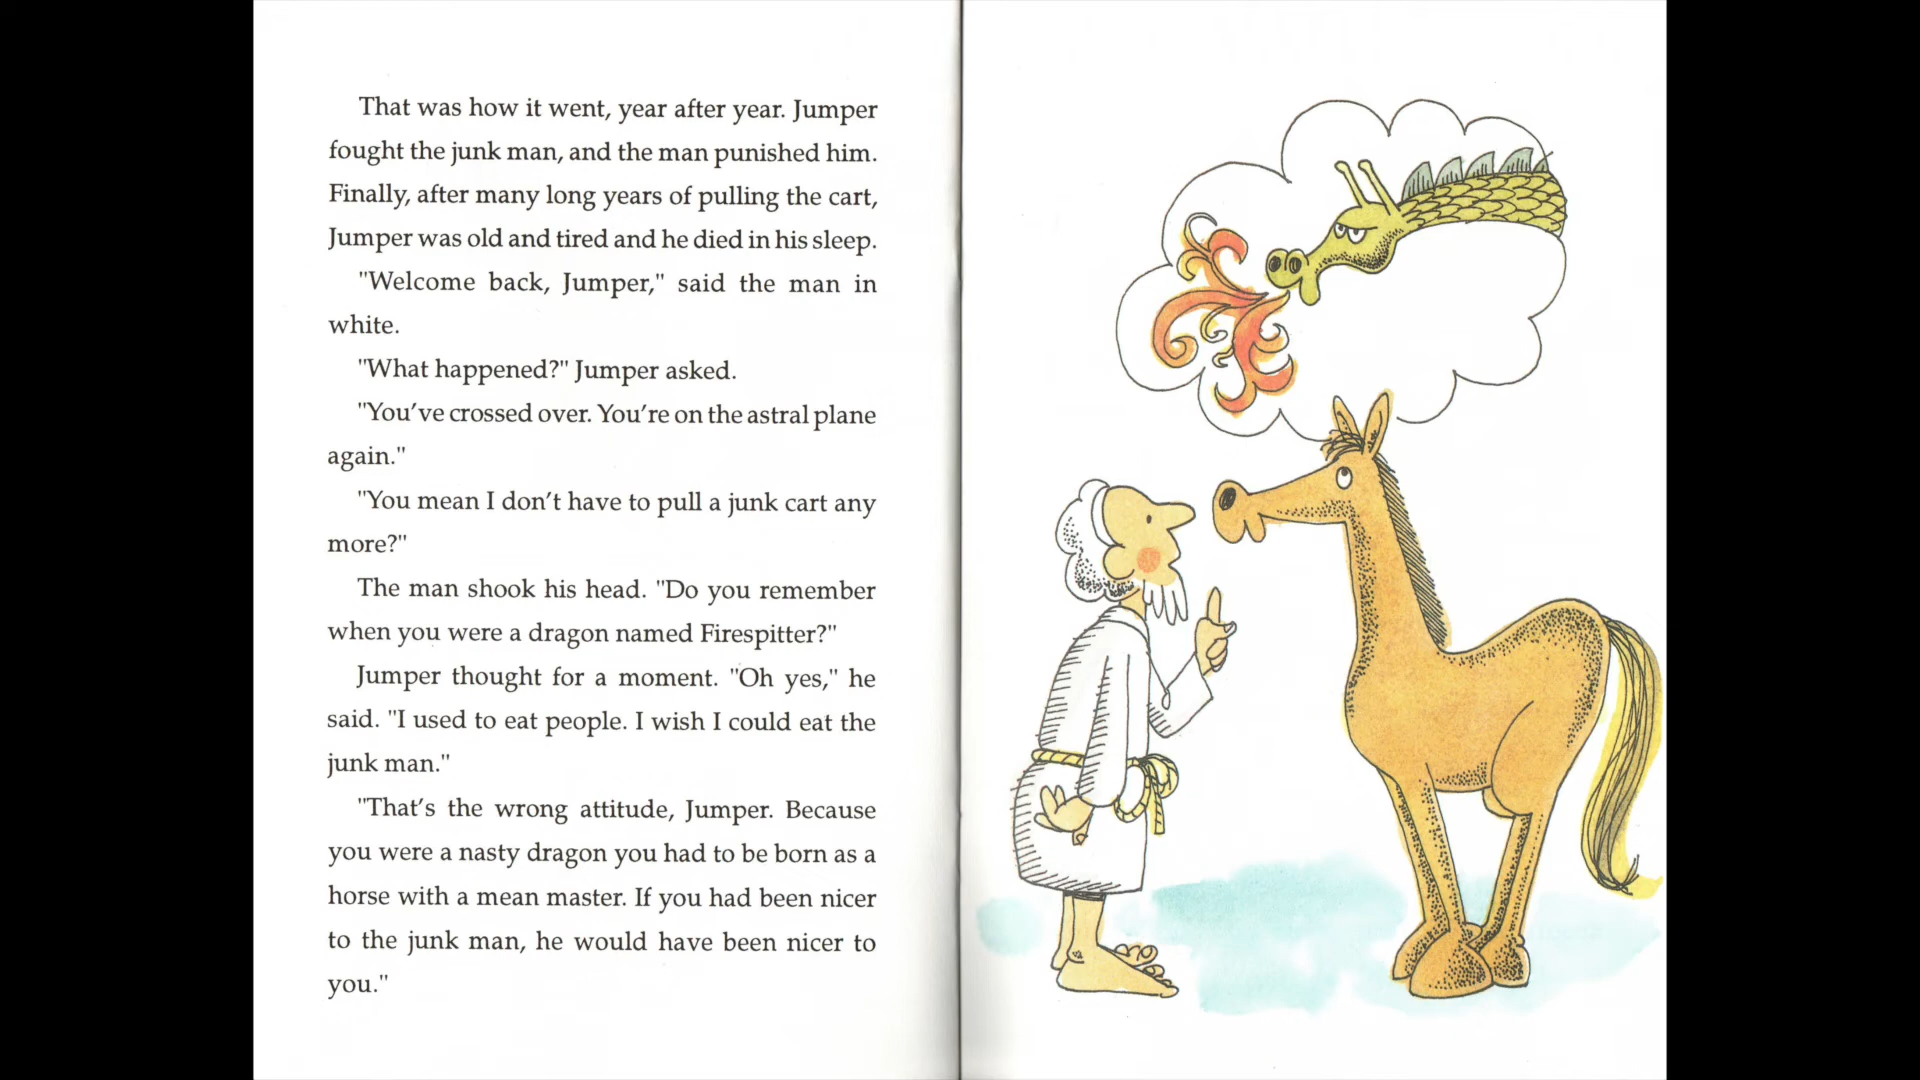 That was how it went, year after year. Jumper
fought the junk man, and the man punished him.
Finally, after many long years of pulling the cart,
Jumper was old and tired and he died in his sleep.
"Welcome back, Jumper," said the man in
white.
"What happened?" Jumper asked.
"You've crossed over. You're on the astral plane
again."
"You mean I don't have to pull a junk cart any
more?"
The man shook his head. "Do you remember
when you were a dragon named Firespitter?"
Jumper thought for a moment. "Oh yes," he
said. "I used to eat people. I wish I could eat the
junk man."
"That's the wrong attitude, Jumper. Because
you were a nasty dragon you had to be born as a
horse with a mean master. If you had been nicer
to the junk man, he would have been nicer to
you."